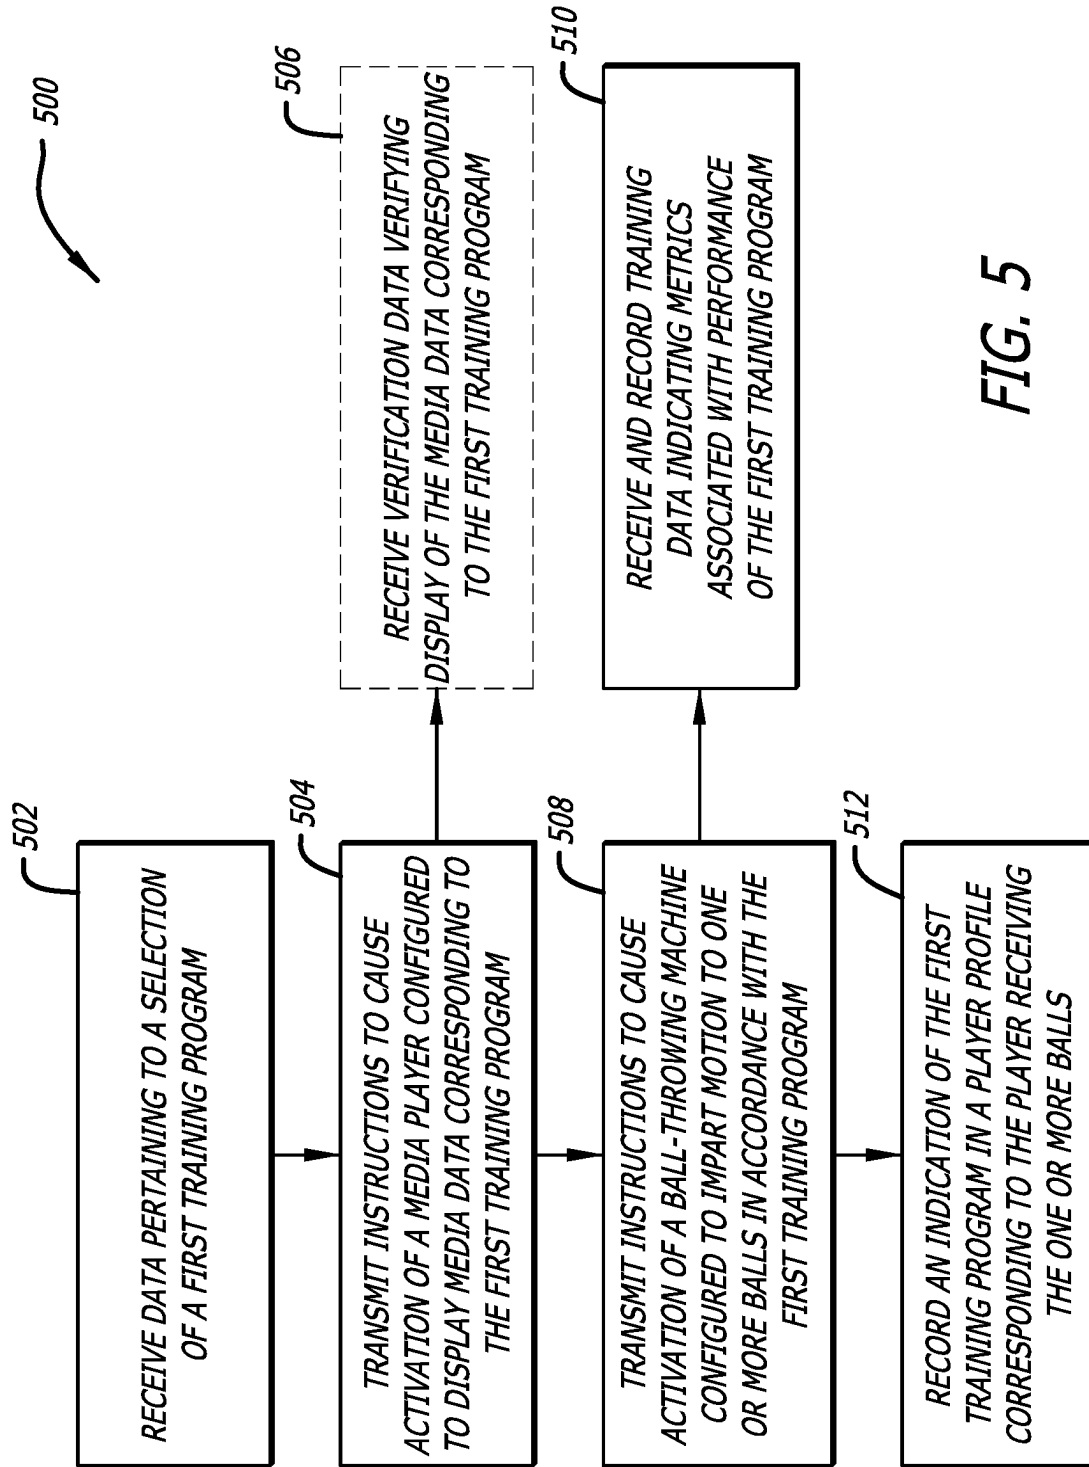 500
502
RECEIVE DATA PERTAINING TO A SELECTION
OF A FIRST TRAINING PROGRAM
504
TRANSMIT INSTRUCTIONS TO CAUSE
ACTIVATION OF A MEDIA PLAYER CONFIGURED
TO DISPLAY MEDIA DATA CORRESPONDING TO
THE FIRST TRAINING PROGRAM
506
RECEIVE VERIFICATION DATA VERIFYING
DISPLAY OF THE MEDIA DATA CORRESPONDING
TO THE FIRST TRAINING PROGRAM
508
TRANSMIT INSTRUCTIONS TO CAUSE
ACTIVATION OF A BALL-THROWING MACHINE
CONFIGURED TO IMPART MOTION TO ONE
OR MORE BALLS IN ACCORDANCE WITH THE
FIRST TRAINING PROGRAM
510
RECEIVE AND RECORD TRAINING
DATA INDICATING METRICS
ASSOCIATED WITH PERFORMANCE
OF THE FIRST TRAINING PROGRAM
512
RECORD AN INDICATION OF THE FIRST
TRAINING PROGRAM IN A PLAYER PROFILE
CORRESPONDING TO THE PLAYER RECEIVING
THE ONE OR MORE BALLS
FIG. 5